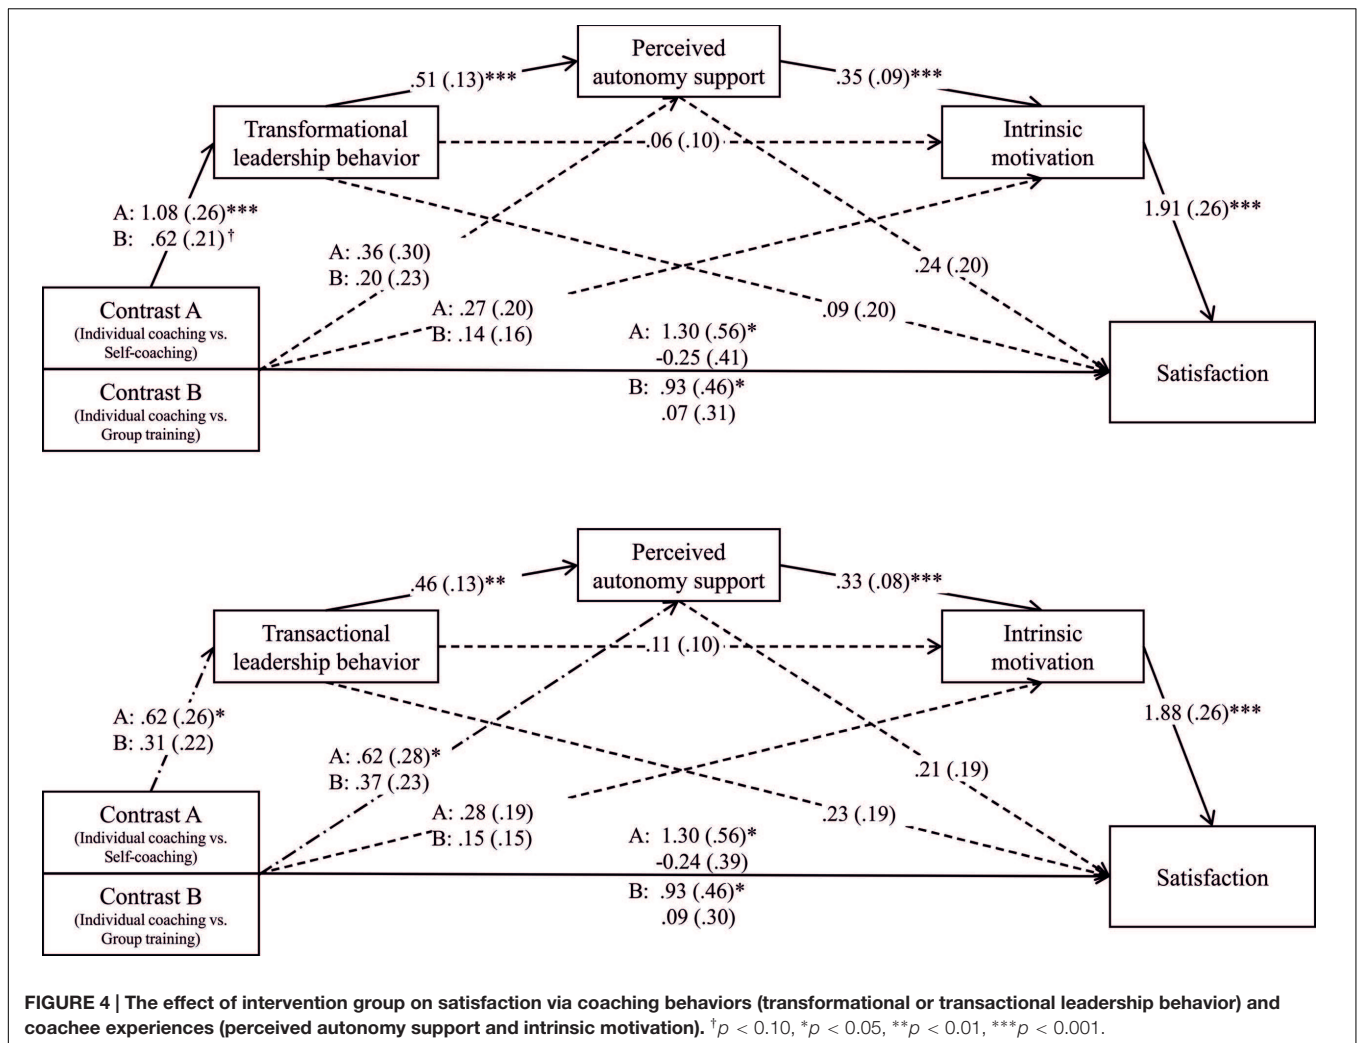 Perceived
autonomy support
.51 (.13)***
.35 (.09)***
Transformational
leadership behavior
.06 (.10)
Intrinsic
motivation
A: 1.08 (.26)***
B: .62 (.21)†
1.91 (.26)***
A: .36 (.30)
B: .20 (.23)
.24 (.20)
A: .27 (.20)
B: .14 (.16)
.09 (.20)
Contrast A
(Individual coaching vs.
Self-coaching)
A: 1.30 (.56)*
-0.25 (.41)
B: .93 (.46)*
.07 (.31)
Contrast B
(Individual coaching vs.
Group training)
Satisfaction
Perceived
autonomy support
.46 (.13)**
.33 (.08)***
Transactional
leadership behavior
.11 (.10)
Intrinsic
motivation
A: .62 (.26)*
B: .31 (.22)
1.88 (.26)***
A: .62 (.28)*
B: .37 (.23)
.21 (.19)
A: .28 (.19)
B: .15 (.15)
.23 (.19)
Contrast A
(Individual coaching vs.
Self-coaching)
A: 1.30 (.56)*
-0.24 (.39)
B: .93 (.46)*
.09 (.30)
Contrast B
(Individual coaching vs.
Group training)
Satisfaction
FIGURE 4 | The effect of intervention group on satisfaction via coaching behaviors (transformational or transactional leadership behavior) and
coachee experiences (perceived autonomy support and intrinsic motivation). †p < 0.10, *p < 0.05, **p < 0.01, ***p < 0.001.